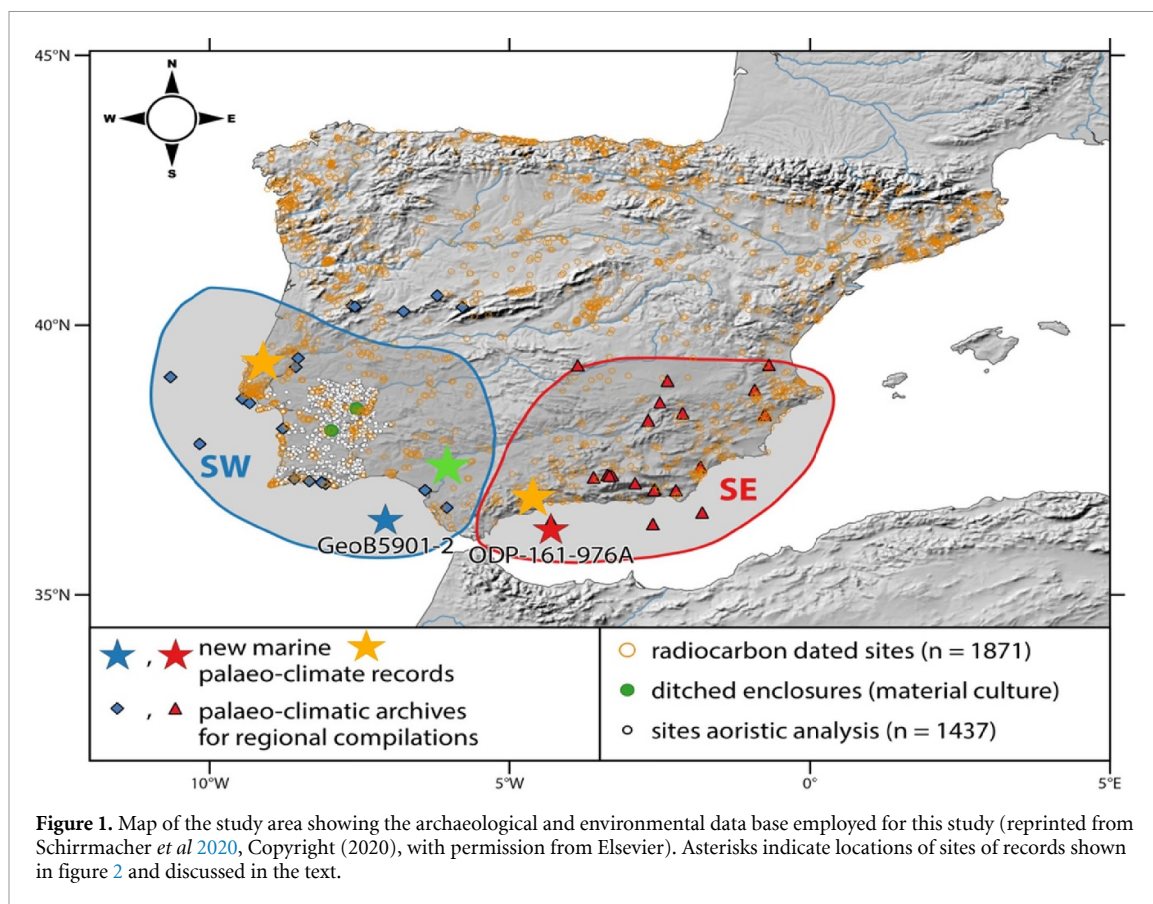 45°N
N
W
E
S
40°N
SW
SE
GeoB5901-2
ODP-161-976A
35°N
, new marine
palaeo-climate records
, palaeo-climatic archives
for regional compilations
radiocarbon dated sites (n = 1871)
ditched enclosures (material culture)
sites aoristic analysis (n = 1437)
10°W
5°W
0°
5°E
Figure 1. Map of the study area showing the archaeological and environmental data base employed for this study (reprinted from
Schirrmacher et al 2020, Copyright (2020), with permission from Elsevier). Asterisks indicate locations of sites of records shown
in figure 2 and discussed in the text.